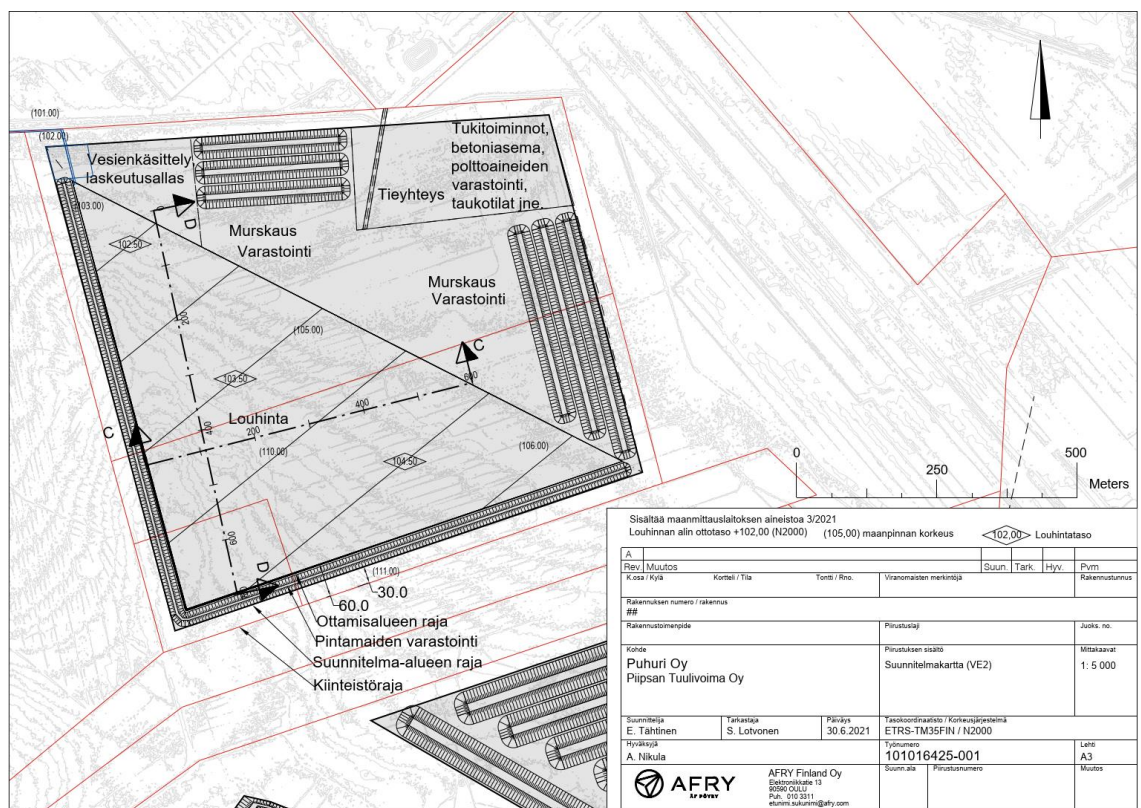 (101.00)
(102.00)
Vesienkäsittely,
laskeutusallas
Tukitoiminnot,
betoniasema,
polttoaineiden
varastointi,
taukotilat jne.
Tieyhteys
(103.00)
0
D
102.50
Murskaus
Varastointi
Murskaus
Varastointi
200
(105.00)
C
600
103.50
400
Louhinta
C
400
200
(110.00)
104.50
(106.00)
600
D
(111.00)
30.0
60.0
Ottamisalueen raja
Pintamaiden varastointi
Suunnitelma-alueen raja
Kiinteistöraja
0
250
500
Meters
Sisältää maanmittauslaitoksen aineistoa 3/2021
Louhinnan alin ottotaso +102,00 (N2000) (105,00) maanpinnan korkeus 102,00 Louhintataso
A
Rev. Muutos Suun. Tark. Hyv. Pvm
K.osa / Kylä Kortteli / Tila Tontti / Rno. Viranomaisten merkintöjä Rakennustunnus
Rakennuksen numero / rakennus
##
Rakennustoimenpide Piirustuslaji Juoks. no.
Kohde Piirustuksen sisältö Mittakaavat
Puhuri Oy Suunnitelmakartta (VE2) 1: 5 000
Piipsan Tuulivoima Oy
Suunnittelija Tarkastaja Päiväys Tasokoordinaatisto / Korkeusjärjestelmä
E. Tähtinen S. Lotvonen 30.6.2021 ETRS-TM35FIN / N2000
Hyväksyjä Työnumero Lehti
A. Nikula 101016425-001 A3
AFRY
ÅF PÖYRY
AFRY Finland Oy
Elektroniikkatie 13
90590 OULU
Puh. 010 3311
etunimi.sukunimi@afry.com
Suunn.ala Piirustusnumero Muutos